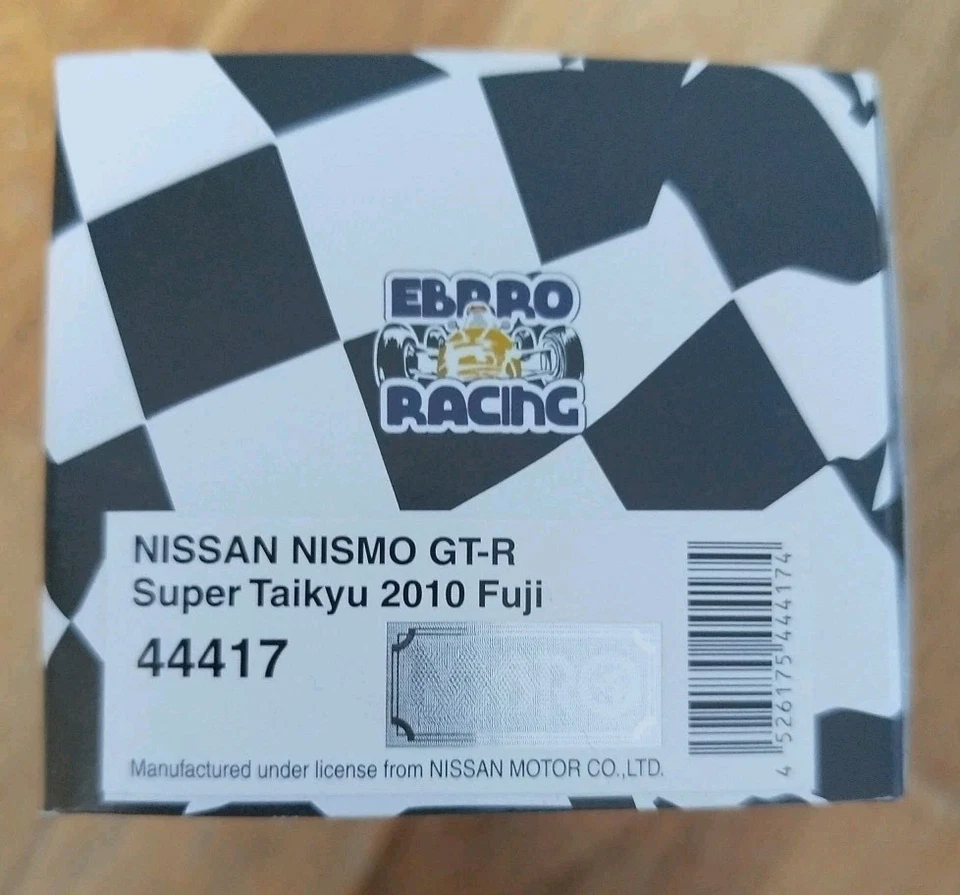 EBRRO
RACING
NISSAN NISMO GT-R
Super Taikyu 2010 Fuji
44417
Manufactured under license from NISSAN MOTOR CO.,LTD.
4 526175 444174